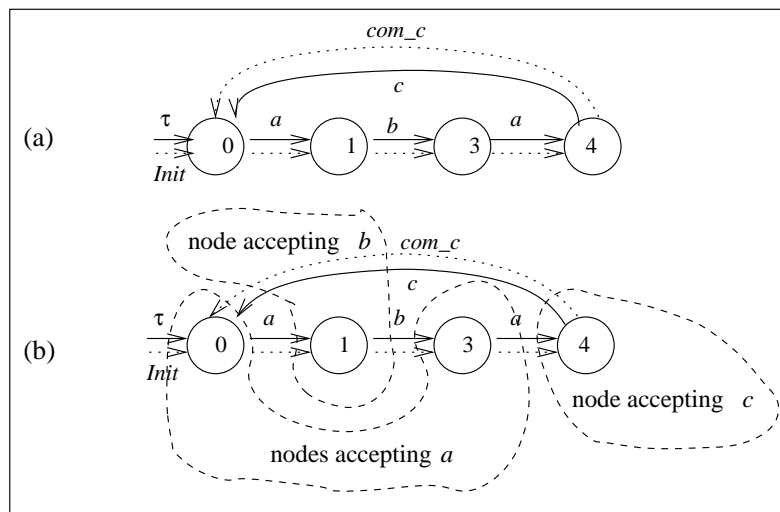 com_c
c
τ
a
b
a
(a)
0
1
3
4
Init
node accepting b
com_c
c
τ
a
b
a
(b)
0
1
3
4
Init
node accepting c
nodes accepting a